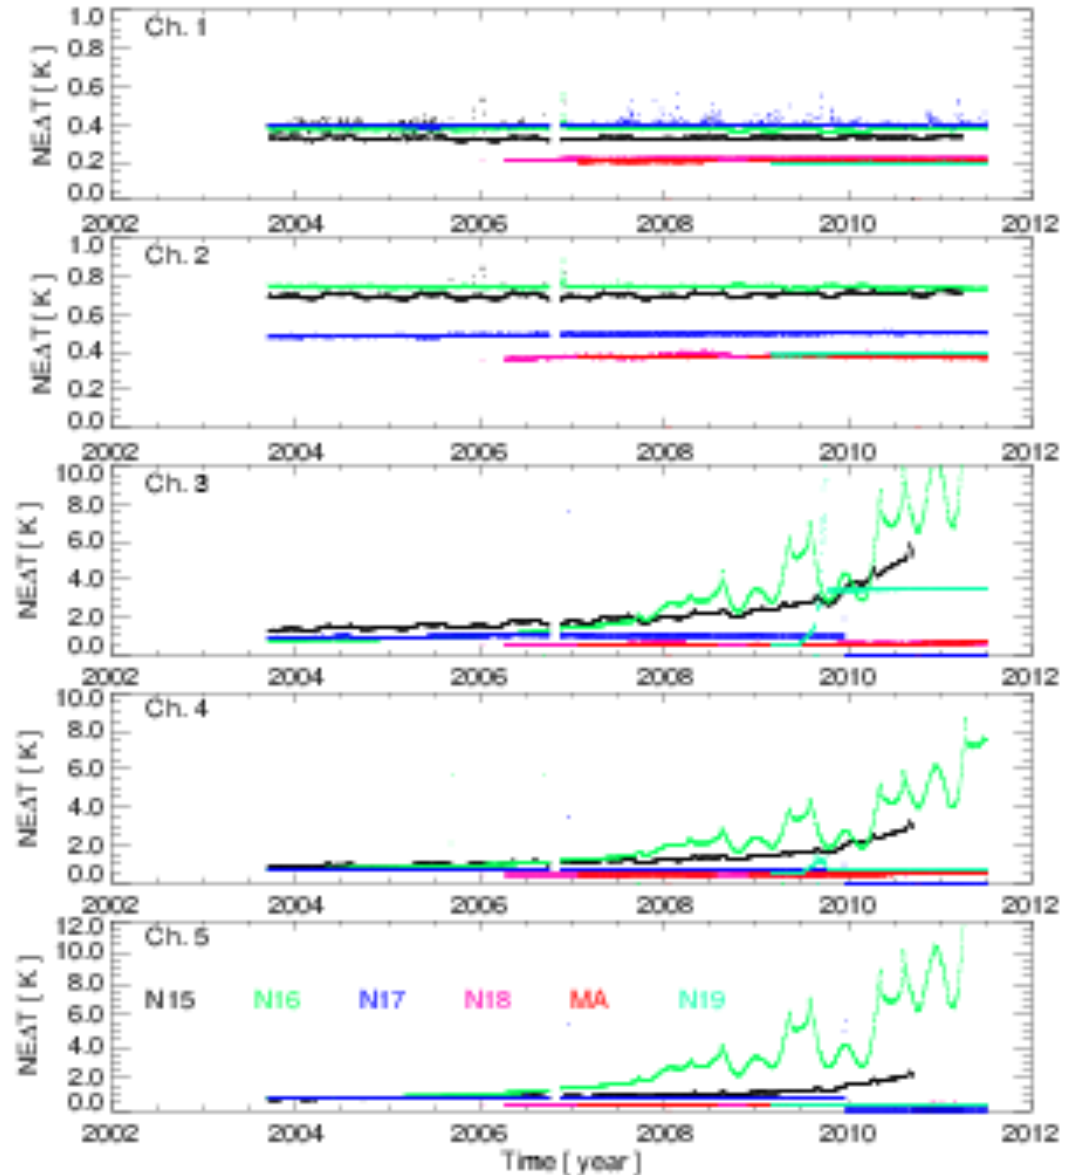 Ch. 1
NEΔT [ K ]
1.0
0.8
0.6
0.4
0.2
0.0
2002 2004 2006 2008 2010 2012
Ch. 2
NEΔT [ K ]
1.0
0.8
0.6
0.4
0.2
0.0
2002 2004 2006 2008 2010 2012
Ch. 3
NEΔT [ K ]
10.0
8.0
6.0
4.0
2.0
0.0
2002 2004 2006 2008 2010 2012
Ch. 4
NEΔT [ K ]
10.0
8.0
6.0
4.0
2.0
0.0
2002 2004 2006 2008 2010 2012
Ch. 5
NEΔT [ K ]
12.0
10.0
8.0
6.0
4.0
2.0
0.0
N15 N16 N17 N18 MA N19
2002 2004 2006 2008 2010 2012
Time [ year ]